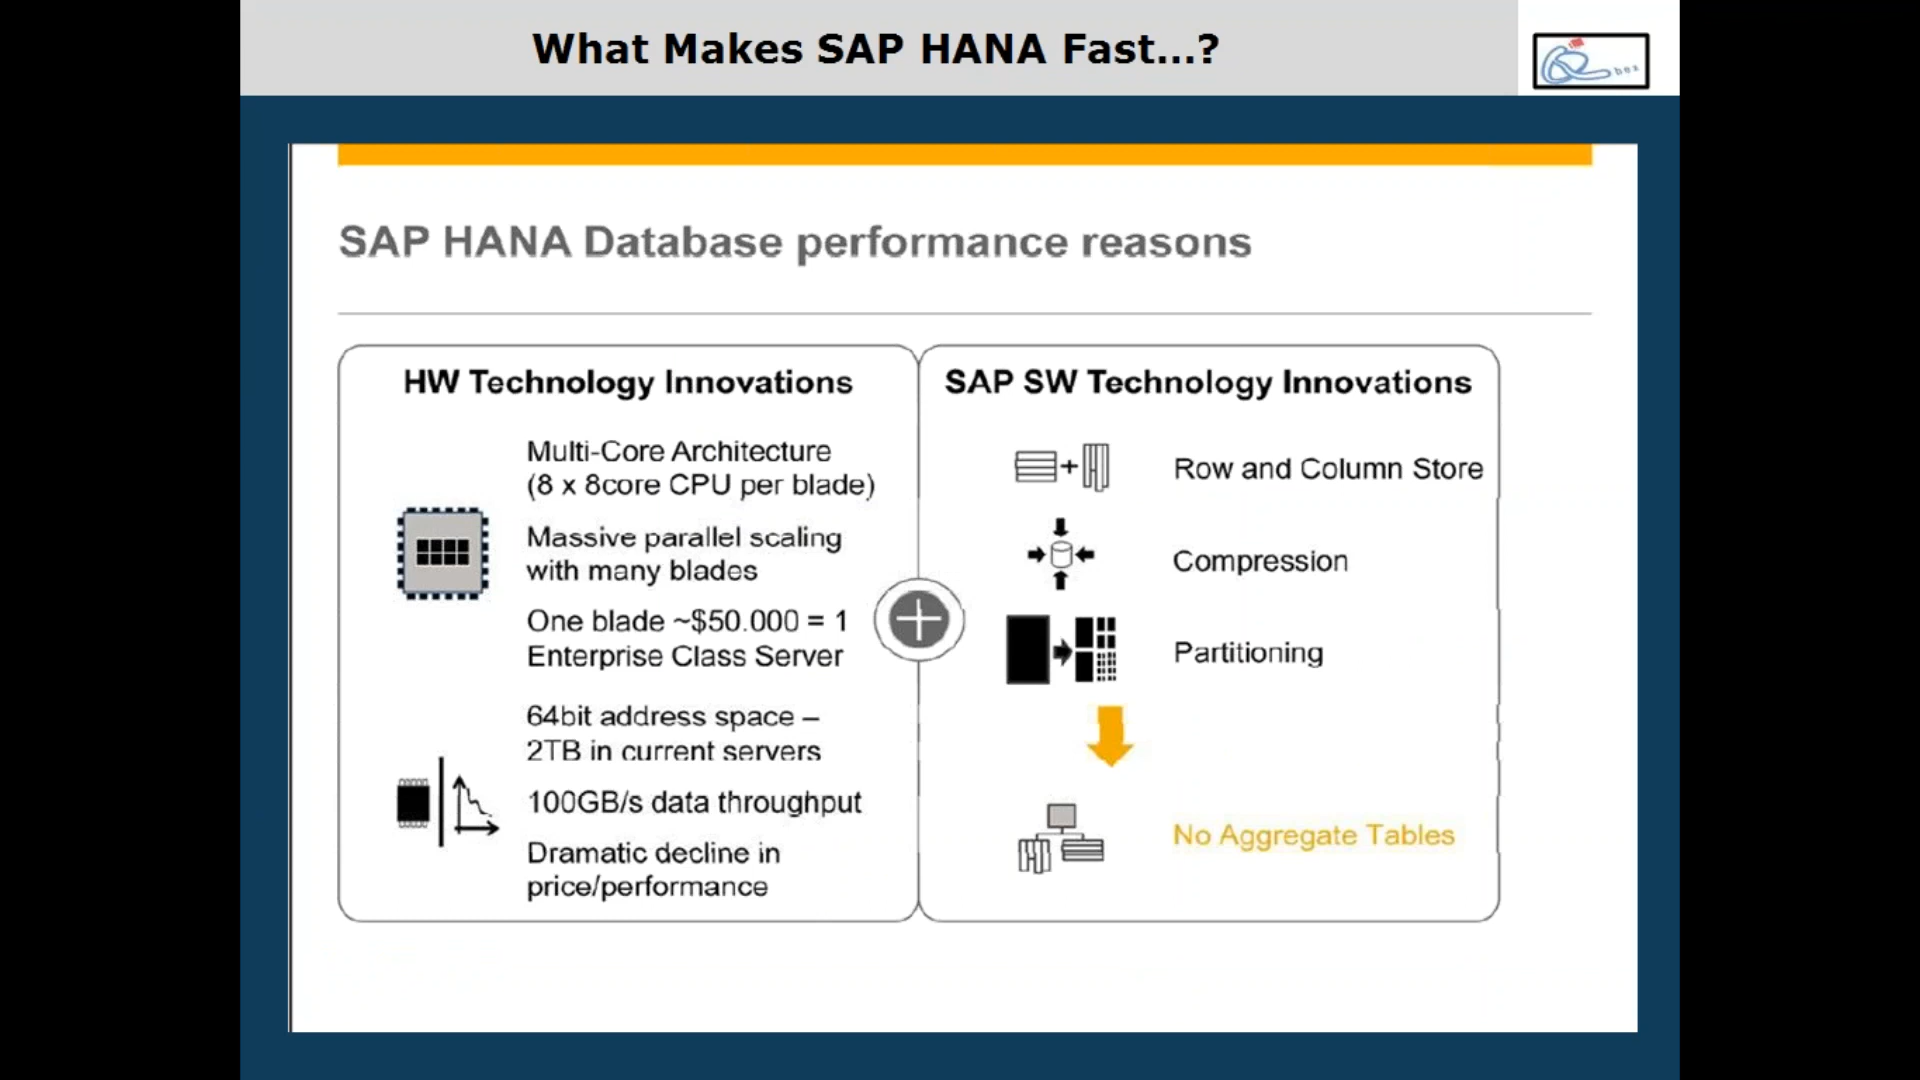 What Makes SAP HANA Fast...?
box
SAP HANA Database performance reasons
HW Technology Innovations
Multi-Core Architecture
(8 x 8core CPU per blade)
Massive parallel scaling
with many blades
One blade ~$50.000 = 1
Enterprise Class Server
64bit address space –
2TB in current servers
100GB/s data throughput
Dramatic decline in
price/performance
SAP SW Technology Innovations
Row and Column Store
Compression
Partitioning
No Aggregate Tables